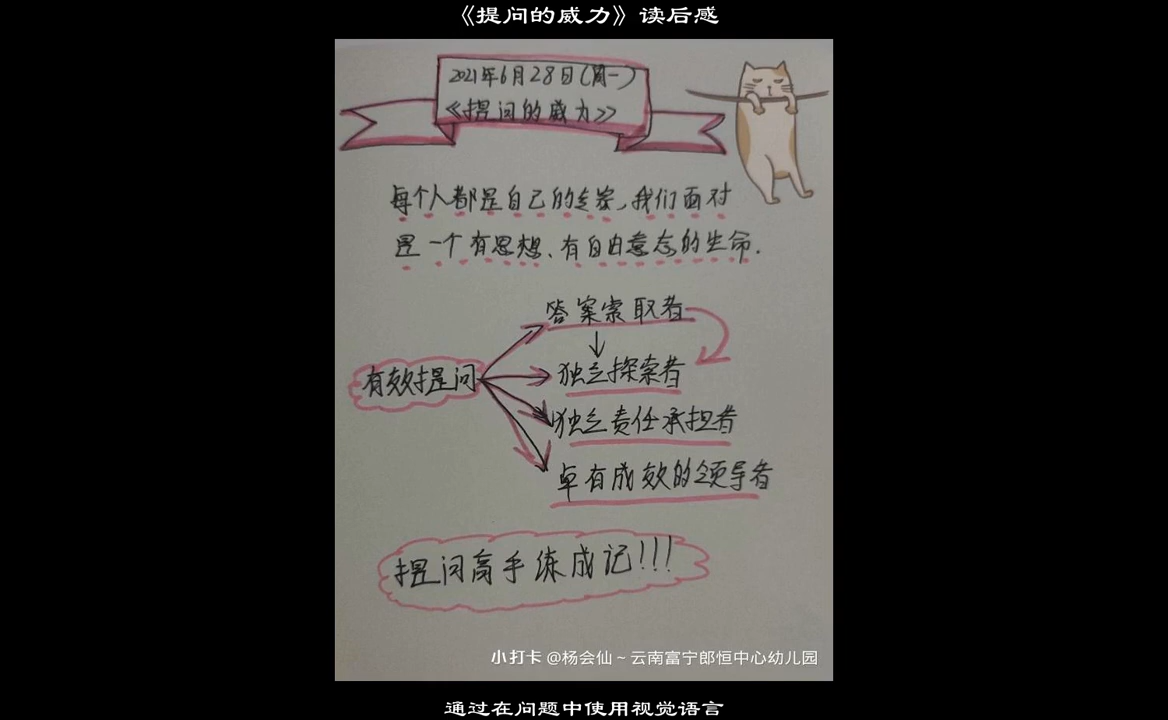 《提问的威力》读后感
2021年6月28日(周一)
《提问的威力》
每个人都是自己的专家,我们面对
是一个有思想、有自由意志的生命.
答案索取者
↓
有效提问
独立探索者
独立责任承担者
卓有成效的领导者
提问高手练成记!!!
小打卡 @杨会仙~云南富宁郎恒中心幼儿园
通过在问题中使用视觉语言